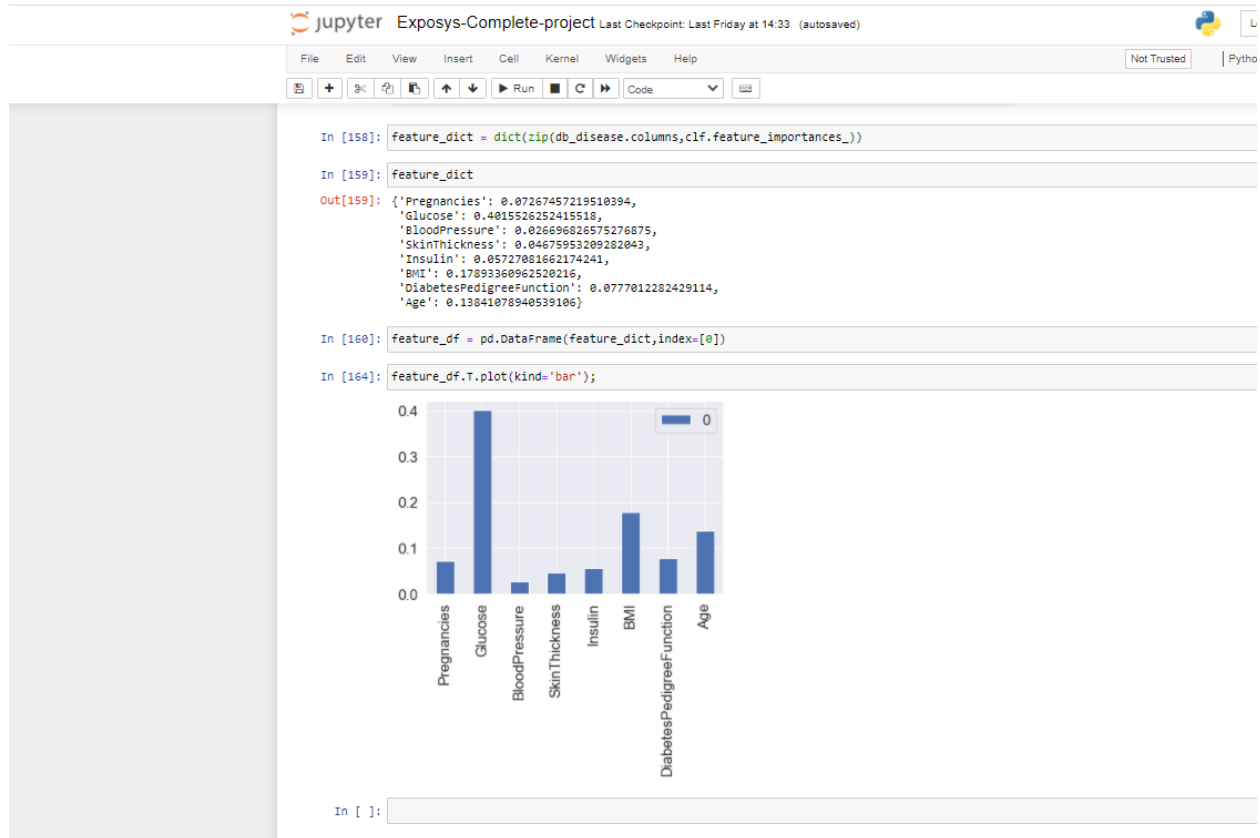 jupyter Exposys-Complete-project Last Checkpoint: Last Friday at 14:33 (autosaved)
File Edit View Insert Cell Kernel Widgets Help Not Trusted Pytho
Run C Code
In [158]: feature_dict = dict(zip(db_disease.columns,clf.feature_importances_))
In [159]: feature_dict
Out[159]: {'Pregnancies': 0.07267457219510394,
'Glucose': 0.4015526252415518,
'BloodPressure': 0.026696826575276875,
'SkinThickness': 0.04675953209282043,
'Insulin': 0.05727081662174241,
'BMI': 0.17893360962520216,
'DiabetesPedigreeFunction': 0.0777012282429114,
'Age': 0.13841078940539106}
In [160]: feature_df = pd.DataFrame(feature_dict,index=[0])
In [164]: feature_df.T.plot(kind='bar');
0
0.4
0.3
0.2
0.1
0.0
Pregnancies
Glucose
BloodPressure
SkinThickness
Insulin
BMI
DiabetesPedigreeFunction
Age
In [ ]: